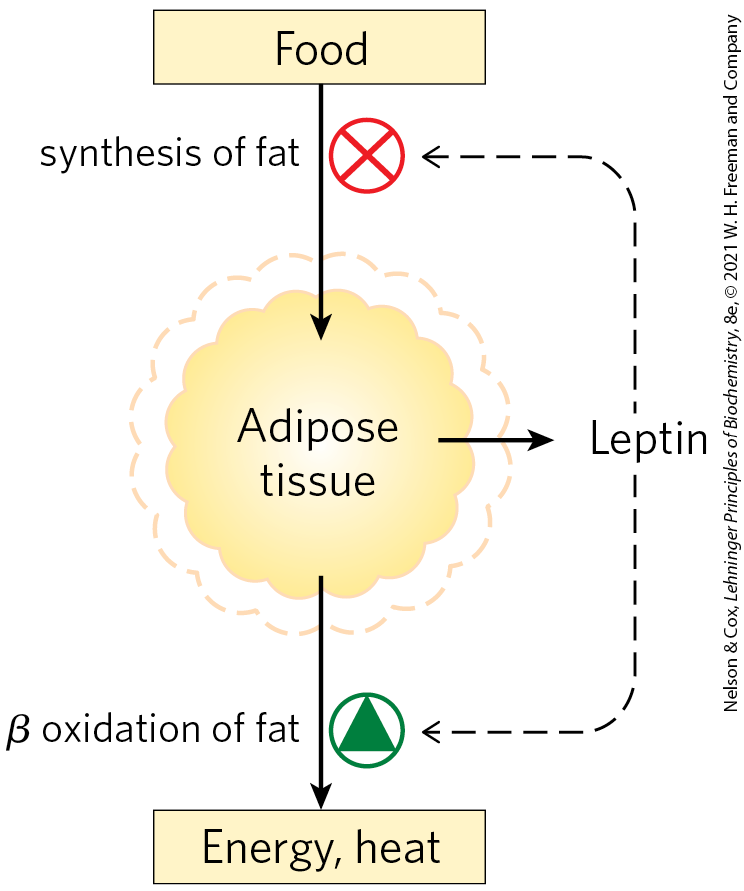 Food
synthesis of fat
Adipose
tissue
Leptin
β oxidation of fat
Energy, heat
Nelson & Cox, Lehninger Principles of Biochemistry, 8e, © 2021 W. H. Freeman and Company